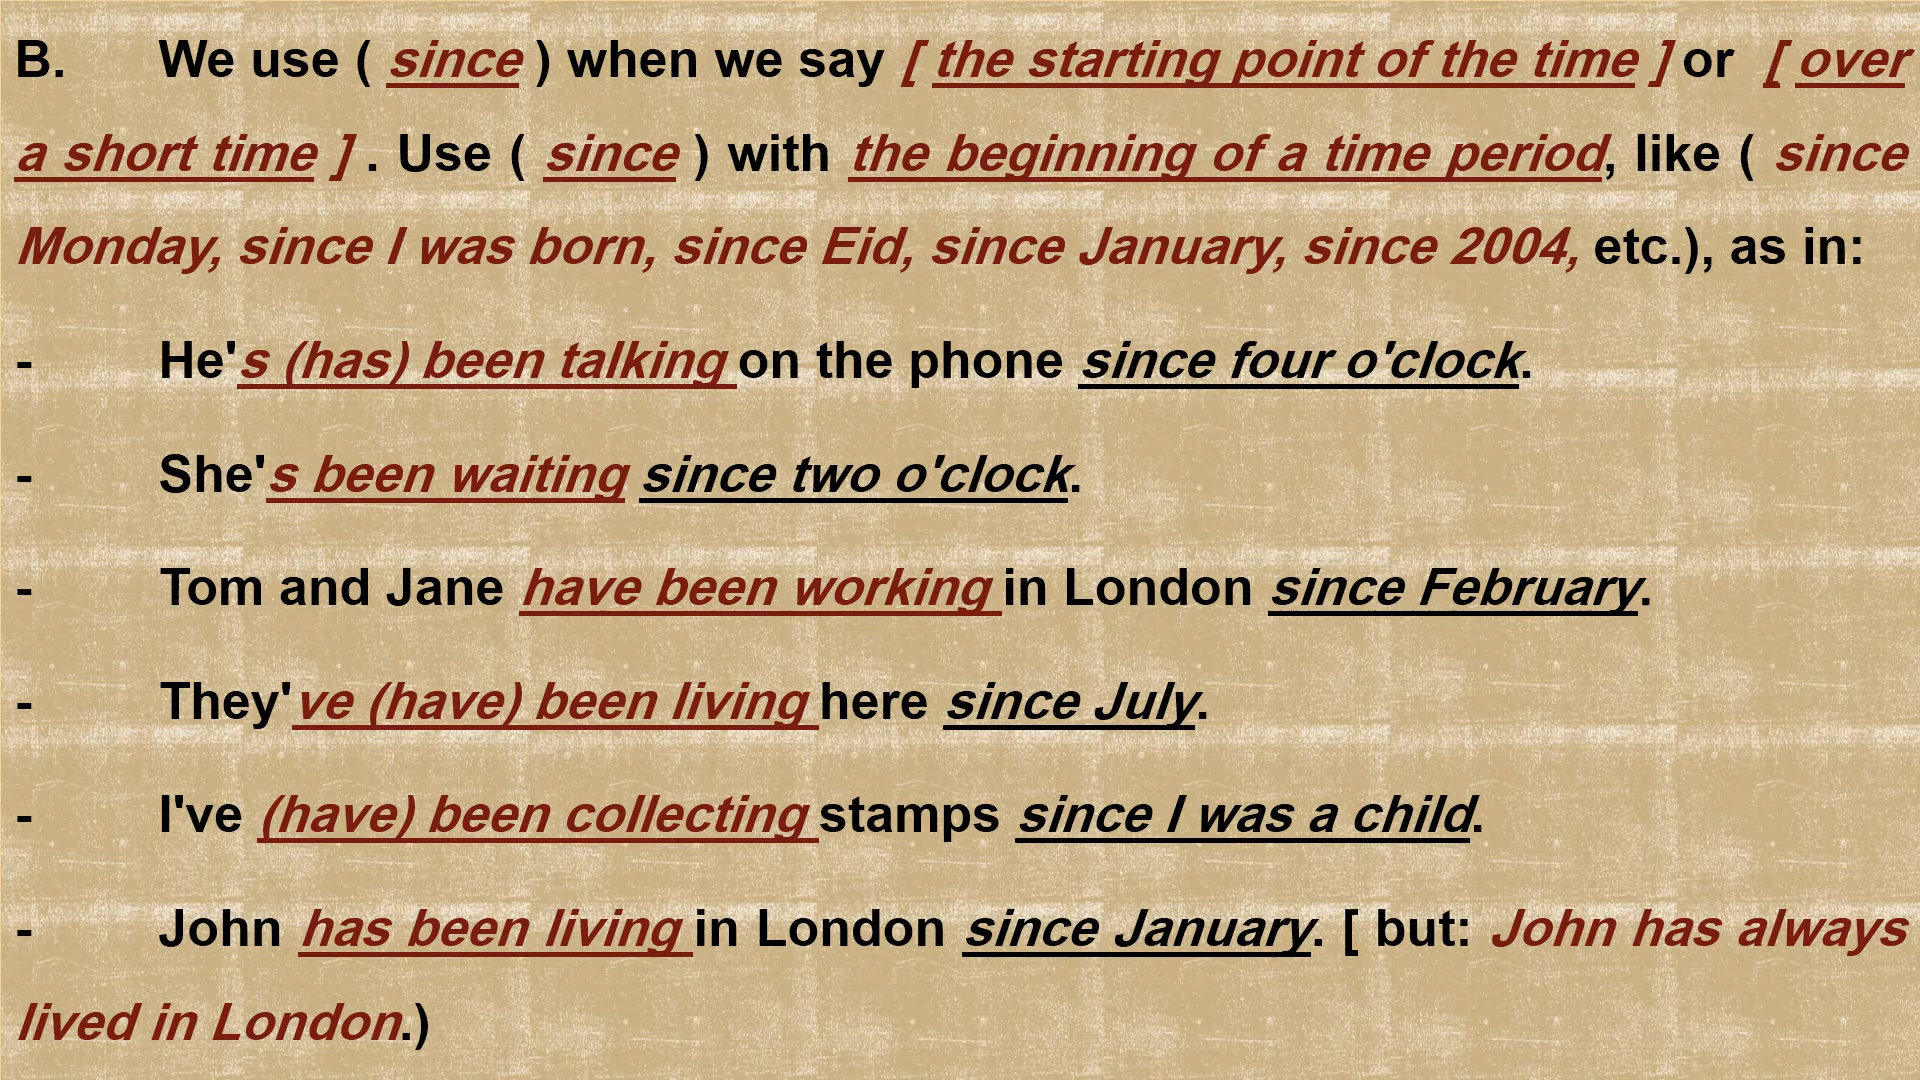 B. We use ( since ) when we say [ the starting point of the time ] or [ over
a short time ] . Use ( since ) with the beginning of a time period, like ( since
Monday, since I was born, since Eid, since January, since 2004, etc.), as in:
- He's (has) been talking on the phone since four o'clock.
- She's been waiting since two o'clock.
- Tom and Jane have been working in London since February.
- They've (have) been living here since July.
- I've (have) been collecting stamps since I was a child.
- John has been living in London since January. [ but: John has always
lived in London.)